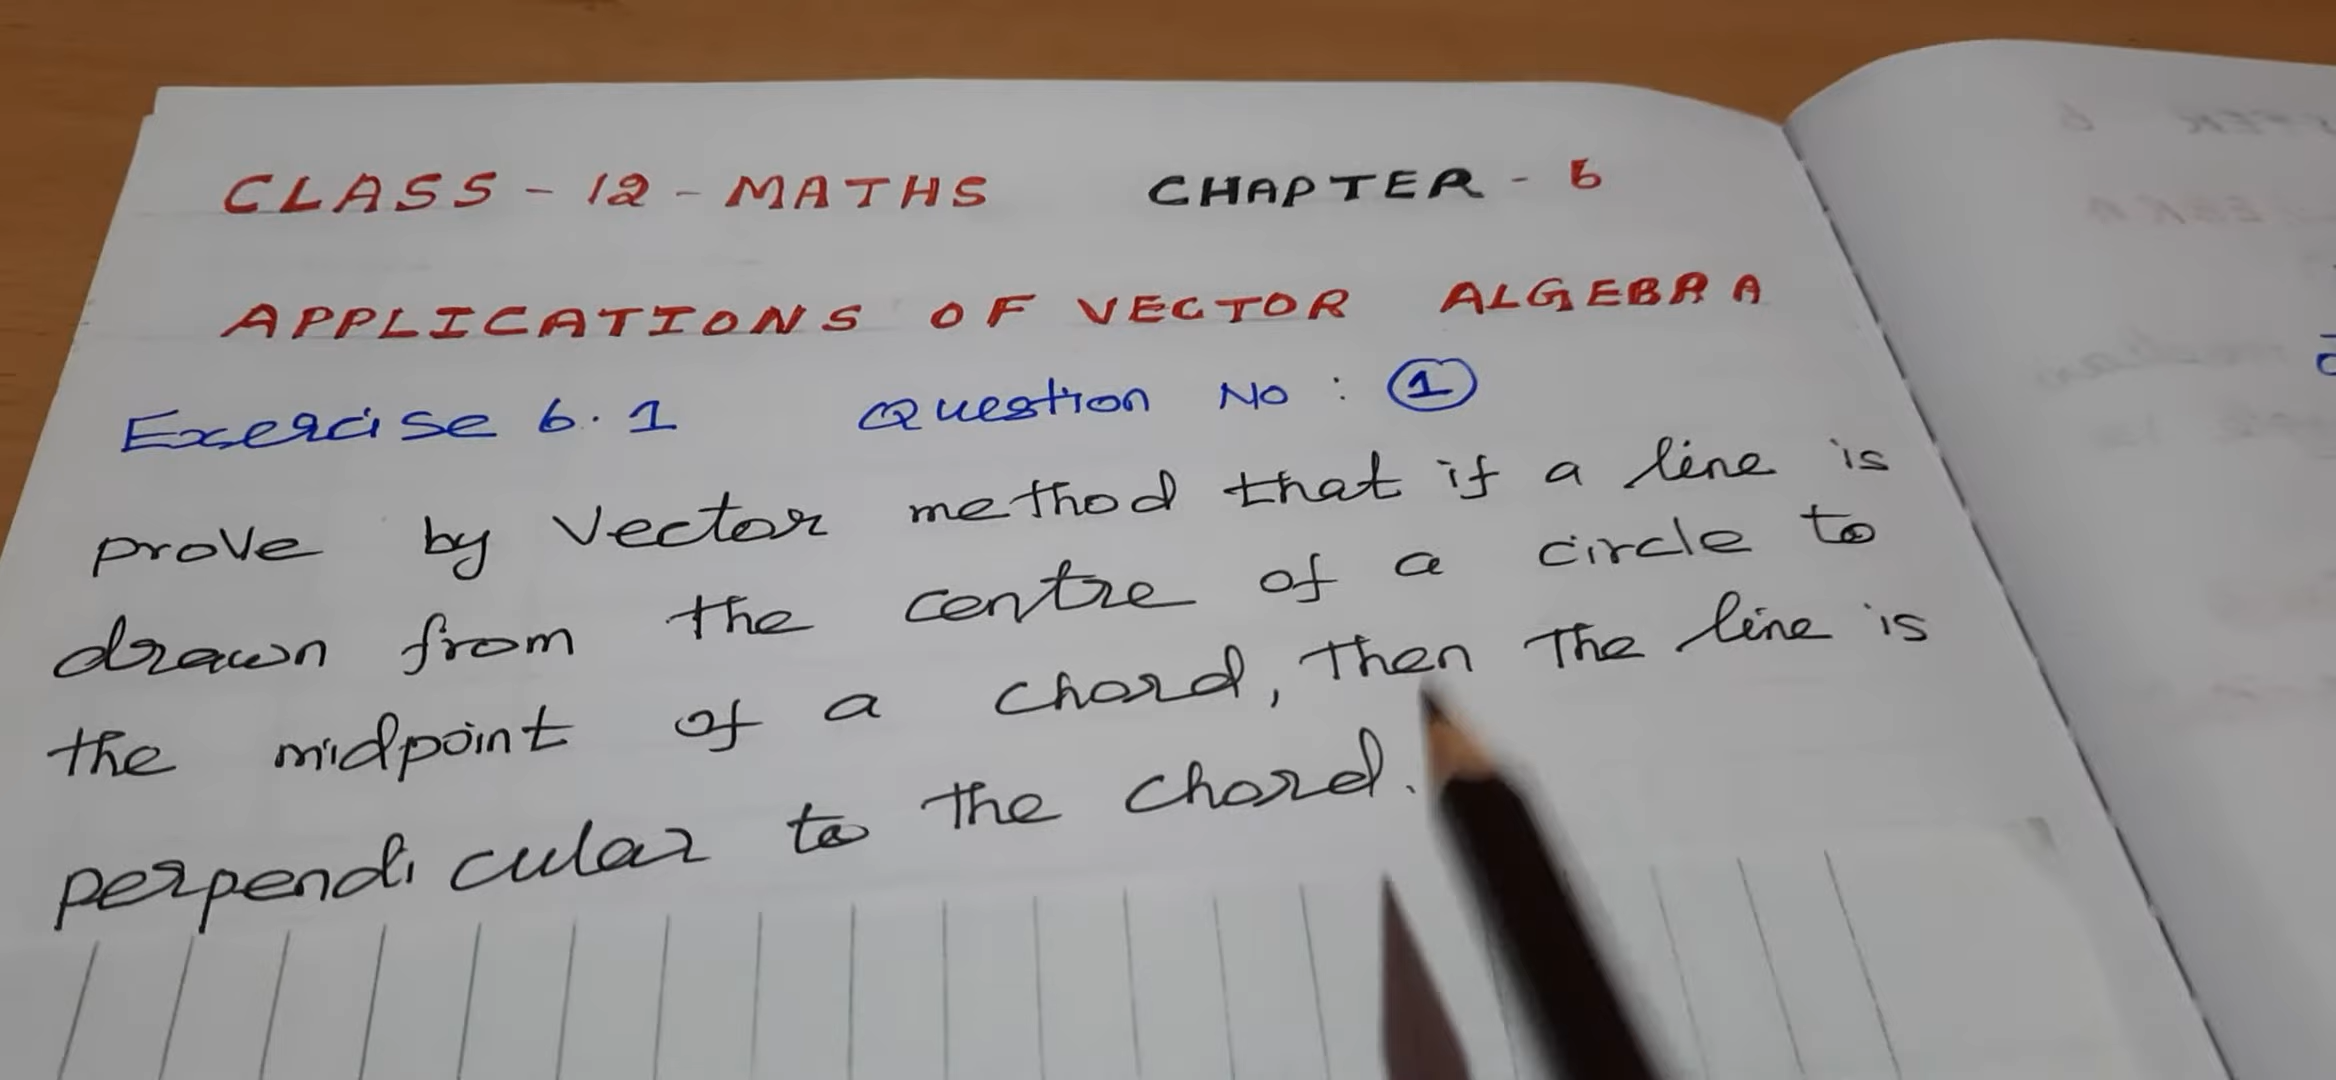 CLASS - 12 - MATHS CHAPTER - 6
APPLICATIONS OF VECTOR ALGEBRA
Exercise 6.1 Question No : 1
prove by Vector method that if a line is
drawn from the centre of a circle to
the midpoint of a chord, then the line is
perpendicular to the chord.